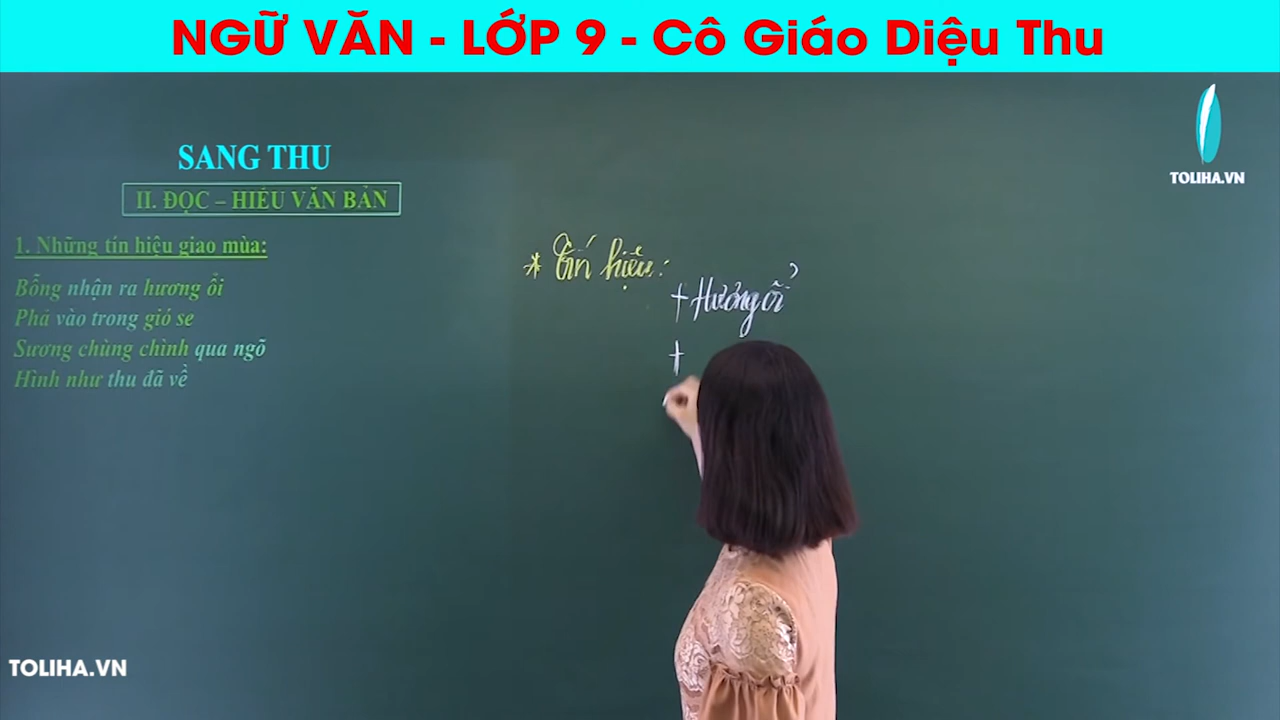 NGỮ VĂN - LỚP 9 - Cô Giáo Diệu Thu
TOLIHA.VN
SANG THU
II. ĐỌC – HIỂU VĂN BẢN
1. Những tín hiệu giao mùa:
Bỗng nhận ra hương ổi
Phả vào trong gió se
Sương chùng chình qua ngõ
Hình như thu đã về
* Tín hiệu:
+ Hương ổi
+
TOLIHA.VN